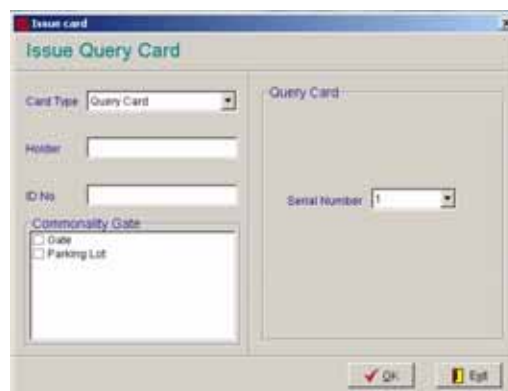 Issue card
Issue Query Card
Card Type Query Card
Holder
ID No
Commonality Gate
Gate
Parking Lot
Query Card
Serial Number 1
OK
Exit